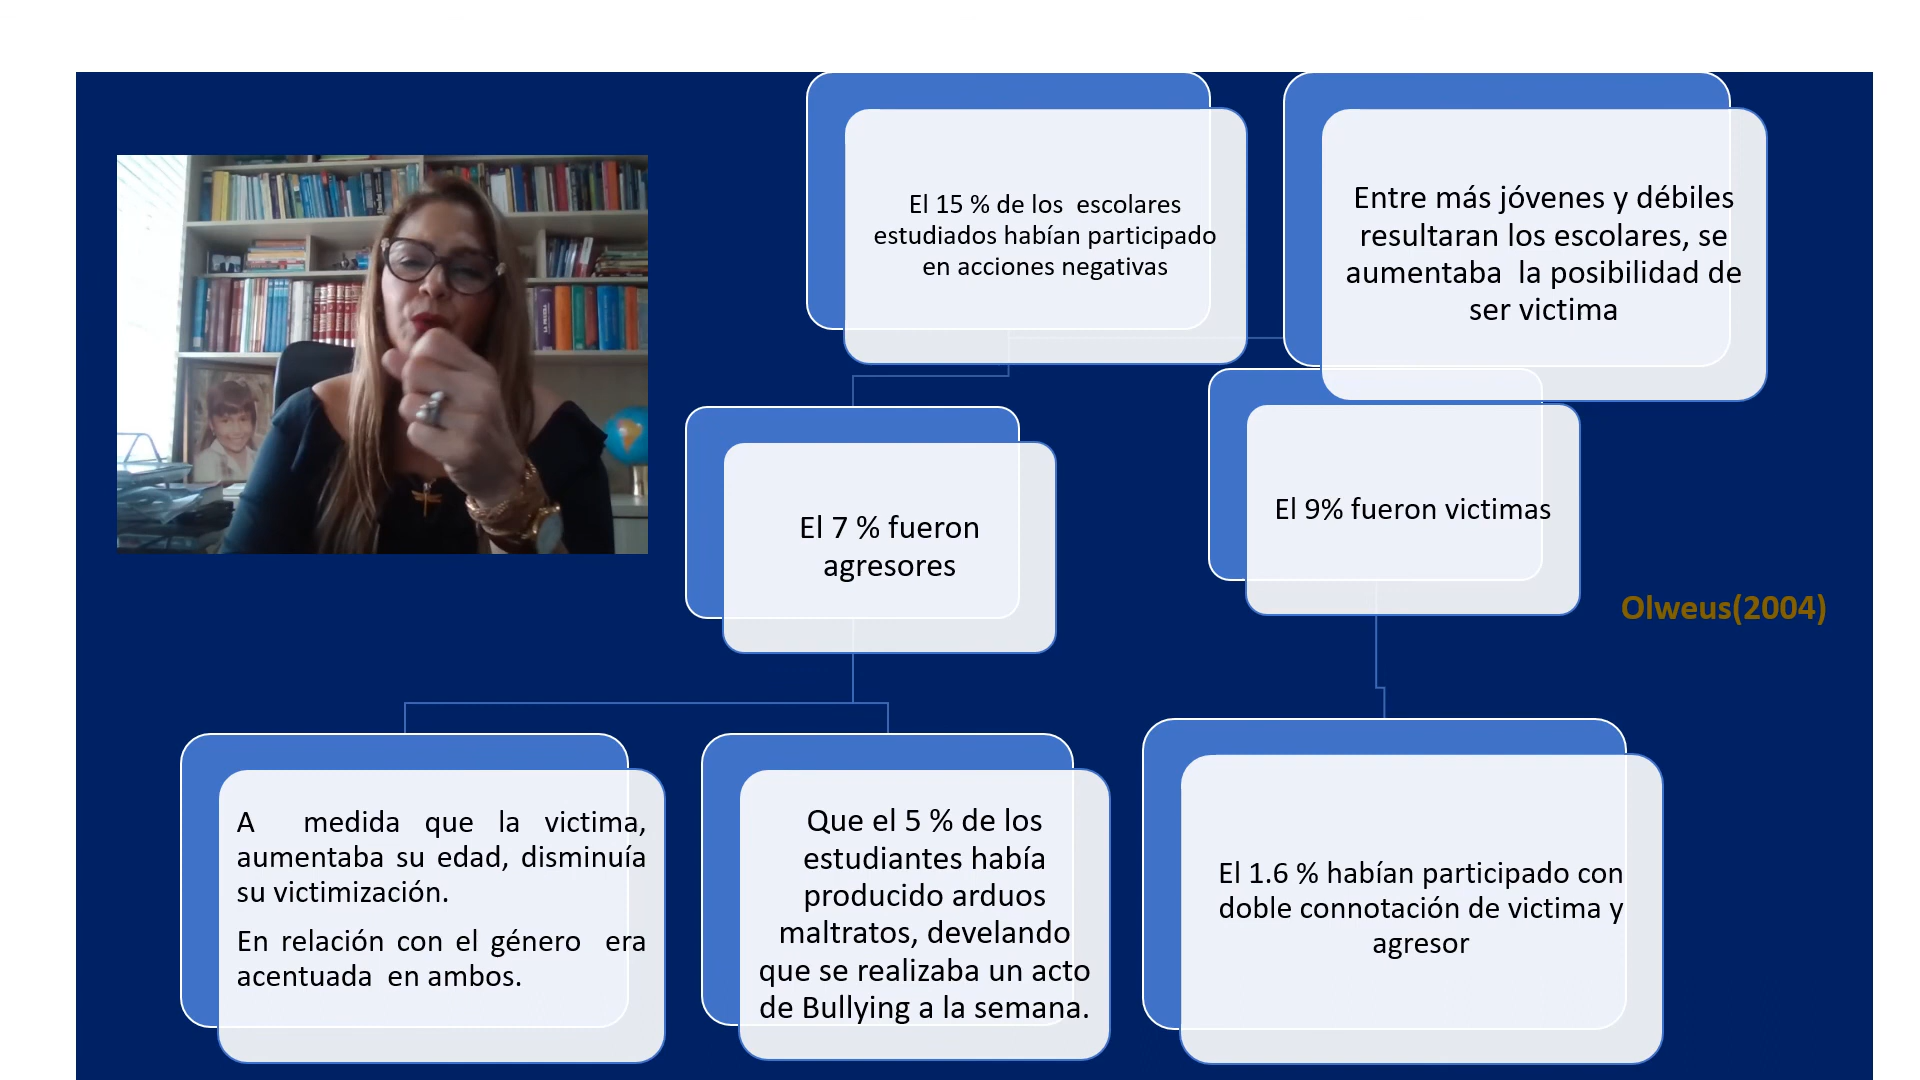 El 15 % de los  escolares
estudiados habían participado
en acciones negativas
Entre más jóvenes y débiles
resultaran los escolares, se
aumentaba  la posibilidad de
ser victima
El 7 % fueron
agresores
El 9% fueron victimas
Olweus(2004)
A medida que la victima,
aumentaba su edad, disminuía
su victimización.
En relación con el género  era
acentuada  en ambos.
Que el 5 % de los
estudiantes había
producido arduos
maltratos, develando
que se realizaba un acto
de Bullying a la semana.
El 1.6 % habían participado con
doble connotación de victima y
agresor